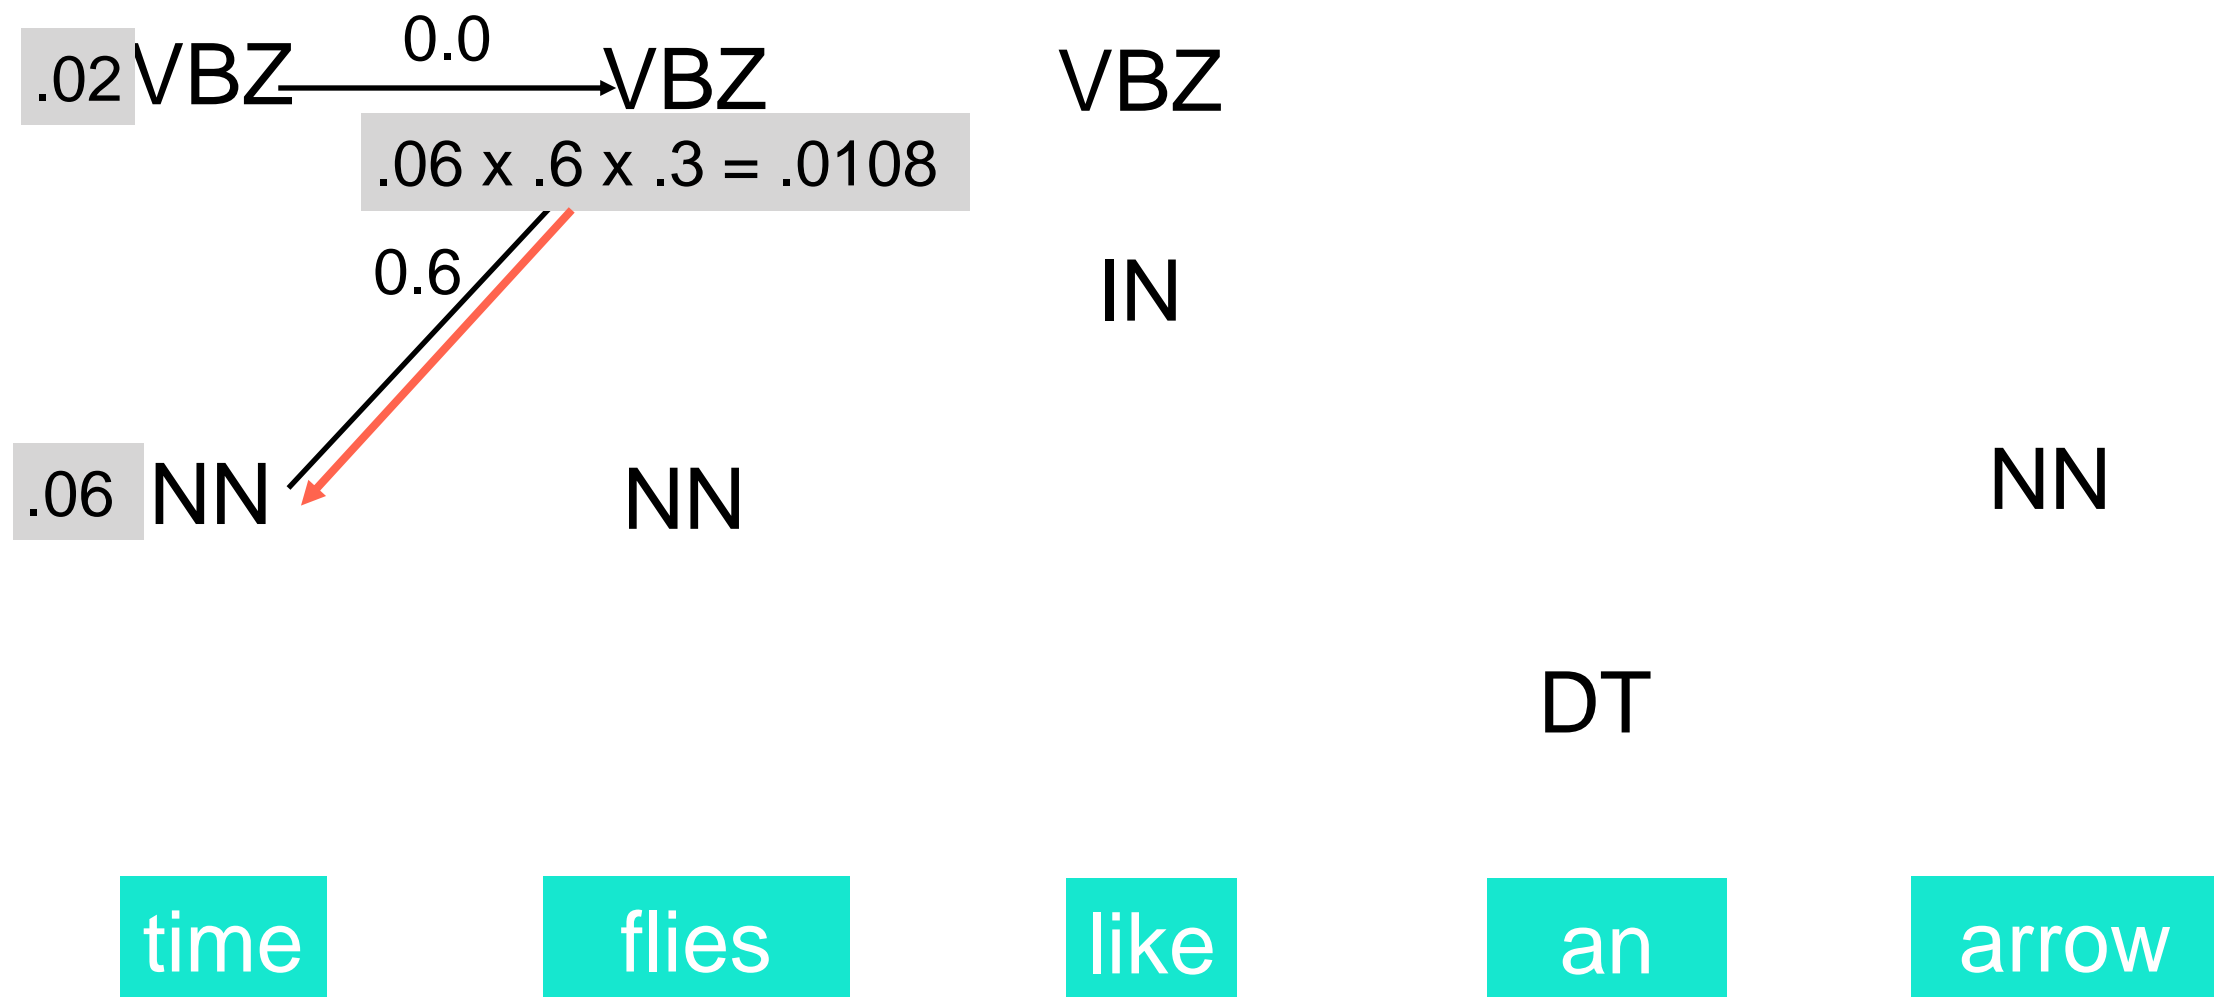 .02 VBZ 0.0 VBZ VBZ
.06 x .6 x .3 = .0108
0.6 IN
.06 NN NN NN
DT
time flies like an arrow